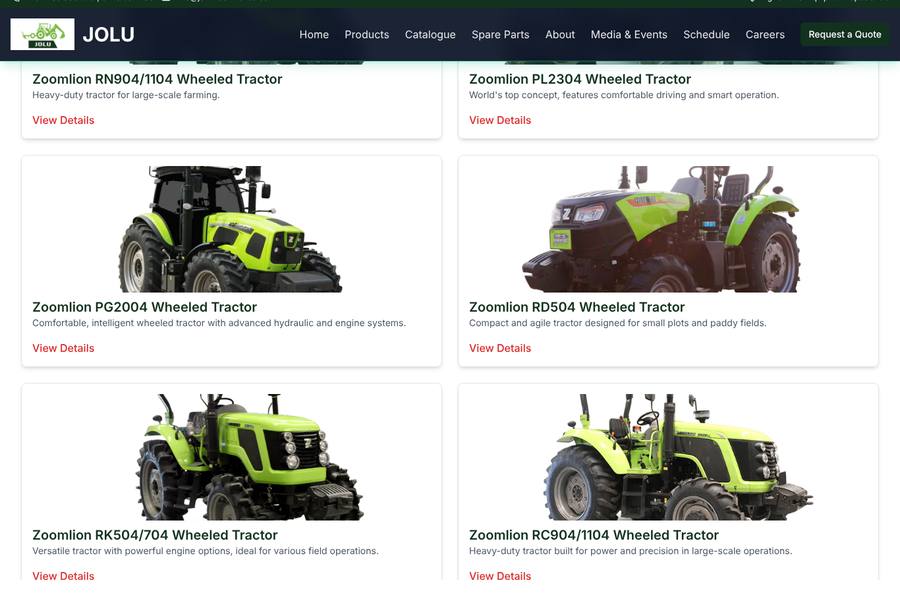 JOLU
JOLU
Home
Products
Catalogue
Spare Parts
About
Media & Events
Schedule
Careers
Request a Quote
Zoomlion RN904/1104 Wheeled Tractor
Heavy-duty tractor for large-scale farming.
View Details
Zoomlion PL2304 Wheeled Tractor
World's top concept, features comfortable driving and smart operation.
View Details
Zoomlion PG2004 Wheeled Tractor
Comfortable, intelligent wheeled tractor with advanced hydraulic and engine systems.
View Details
Zoomlion RD504 Wheeled Tractor
Compact and agile tractor designed for small plots and paddy fields.
View Details
Zoomlion RK504/704 Wheeled Tractor
Versatile tractor with powerful engine options, ideal for various field operations.
View Details
Zoomlion RC904/1104 Wheeled Tractor
Heavy-duty tractor built for power and precision in large-scale operations.
View Details